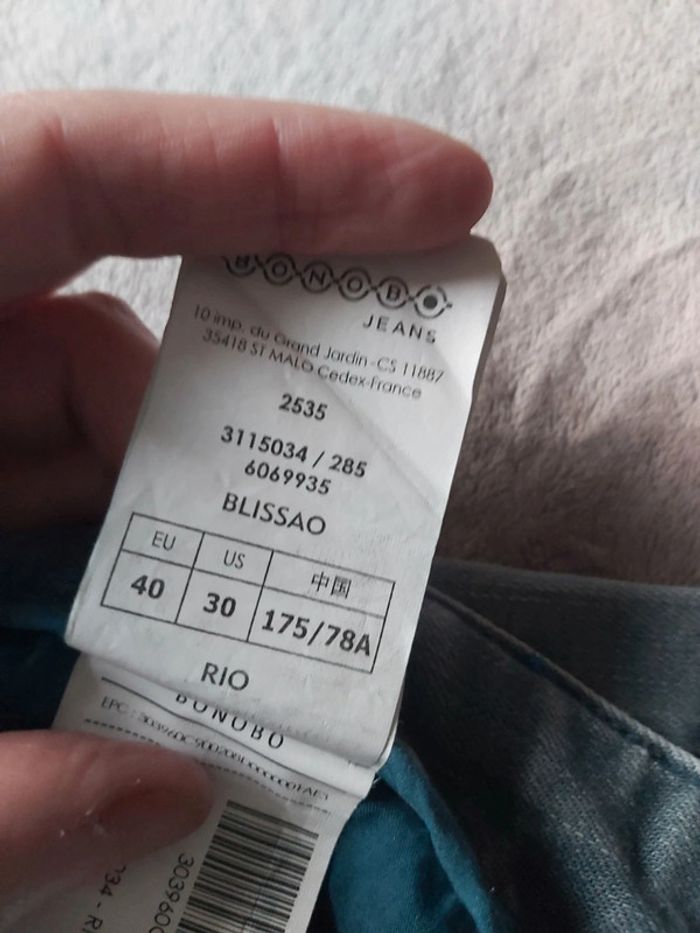 BONOBO
JEANS
10 imp. du Grand Jardin - CS 11887
35418 ST MALO Cedex-France
2535
3115034 / 285
6069935
BLISSAO
EU US 中国
40 30 175/78A
RIO
BONOBO
EPC :